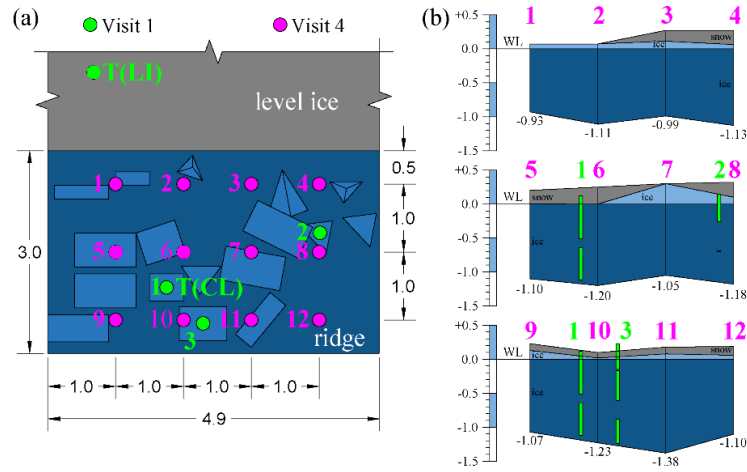 (a)
Visit 1
Visit 4
T(LI)
level ice
0.5
1 2 3 4
1.0
3.0
2
5 6 7 8
1 T(CL)
1.0
9 10 11 12
3
ridge
1.0 1.0 1.0 1.0
4.9
(b)
1 2 3 4
+0.5
WL
0.0
-0.5
-1.0
-1.5
snow
ice
ice
-0.93
-1.11
-0.99
-1.13
5 1 6 7 2 8
+0.5
WL
0.0
-0.5
-1.0
-1.5
snow
ice
ice
-1.10
-1.20
-1.05
-1.18
9 1 10 3 11 12
+0.5
WL
0.0
-0.5
-1.0
-1.5
snow
ice
ice
-1.07
-1.23
-1.38
-1.10